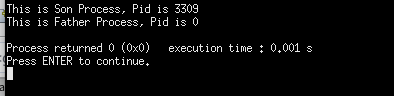 This is Son Process, Pid is 3309
This is Father Process, Pid is 0
Process returned 0 (0x0)   execution time : 0.001 s
Press ENTER to continue.